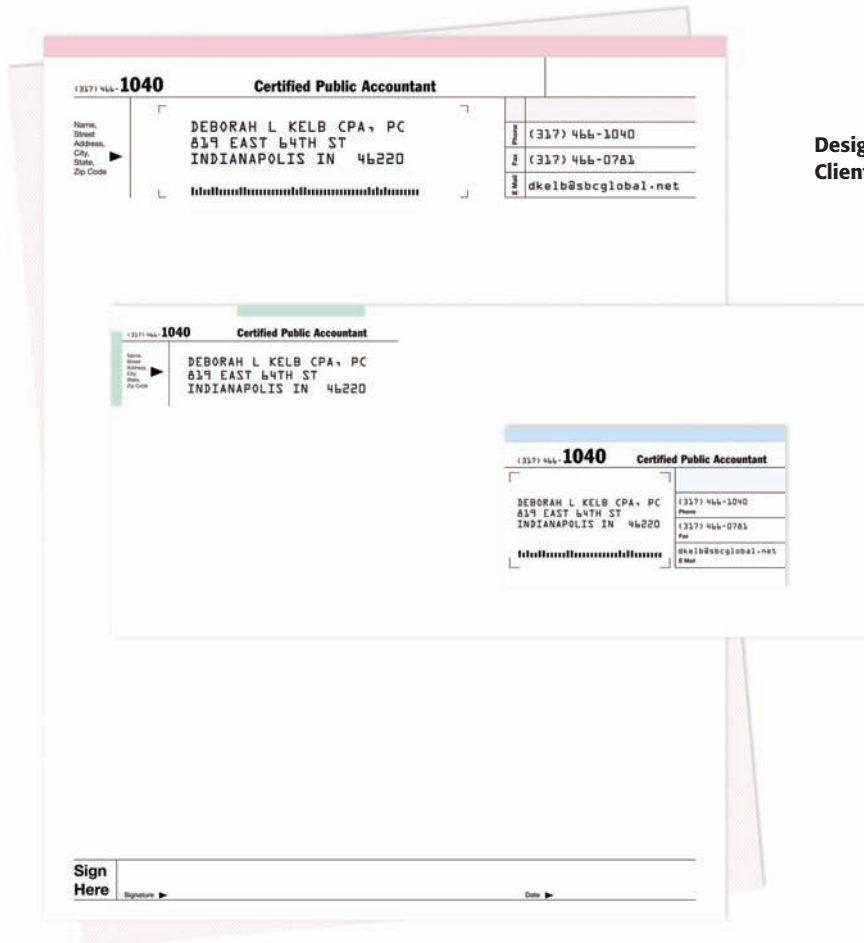 (317) 466-1040 Certified Public Accountant
Name,
Street
Address,
City,
State,
Zip Code
DEBORAH L KELB CPA, PC
819 EAST 64TH ST
INDIANAPOLIS IN 46220
Phone (317) 466-1040
Fax (317) 466-0781
E Mail dkelb@sbcglobal.net
Desig
Client
(317) 466-1040 Certified Public Accountant
Name,
Street
Address,
City,
State,
Zip Code
DEBORAH L KELB CPA, PC
819 EAST 64TH ST
INDIANAPOLIS IN 46220
(317) 466-1040 Certified Public Accountant
DEBORAH L KELB CPA, PC
819 EAST 64TH ST
INDIANAPOLIS IN 46220
(317) 466-1040
Phone
(317) 466-0781
Fax
dkelb@sbcglobal.net
E Mail
Sign
Here
Signature ▶ Date ▶